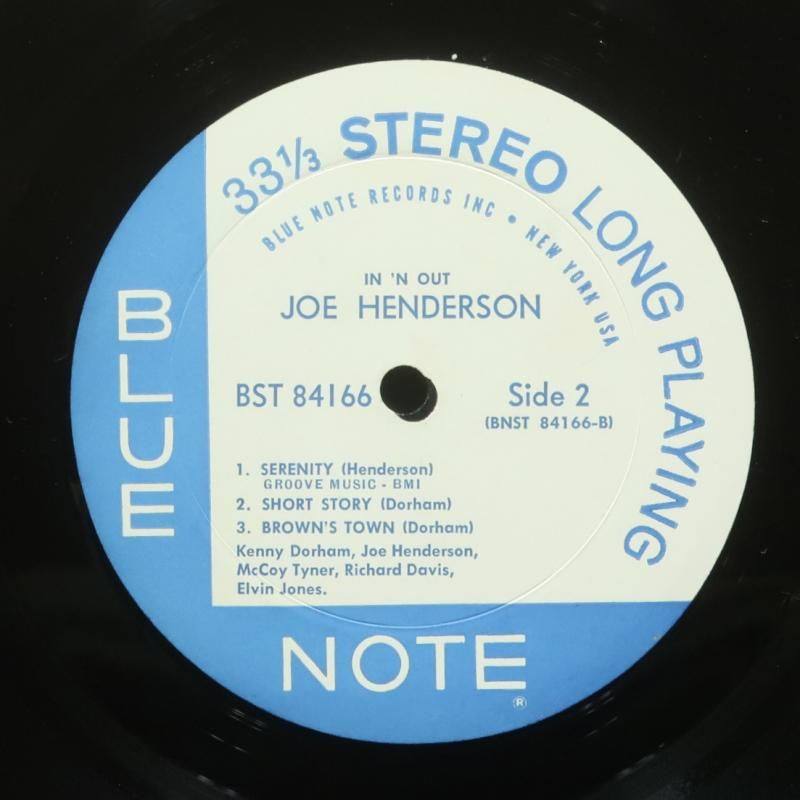 33⅓ STEREO LONG PLAYING
BLUE NOTE RECORDS INC • NEW YORK USA
IN 'N OUT
JOE HENDERSON
BST 84166
Side 2
(BNST 84166-B)
1. SERENITY (Henderson)
GROOVE MUSIC - BMI
2. SHORT STORY (Dorham)
3. BROWN'S TOWN (Dorham)
Kenny Dorham, Joe Henderson,
McCoy Tyner, Richard Davis,
Elvin Jones.
BLUE
NOTE
®